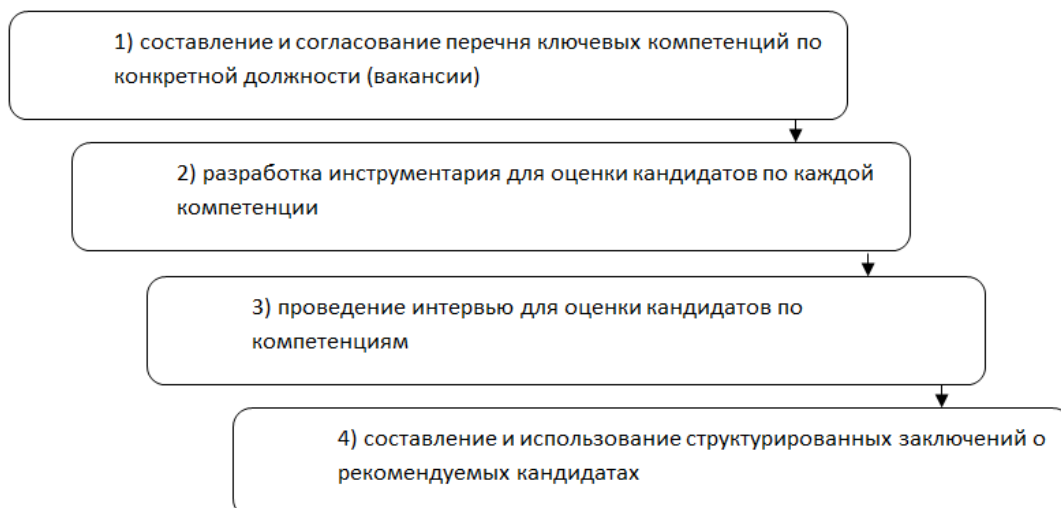 1) составление и согласование перечня ключевых компетенций по
конкретной должности (вакансии)
2) разработка инструментария для оценки кандидатов по каждой
компетенции
3) проведение интервью для оценки кандидатов по
компетенциям
4) составление и использование структурированных заключений о
рекомендуемых кандидатах